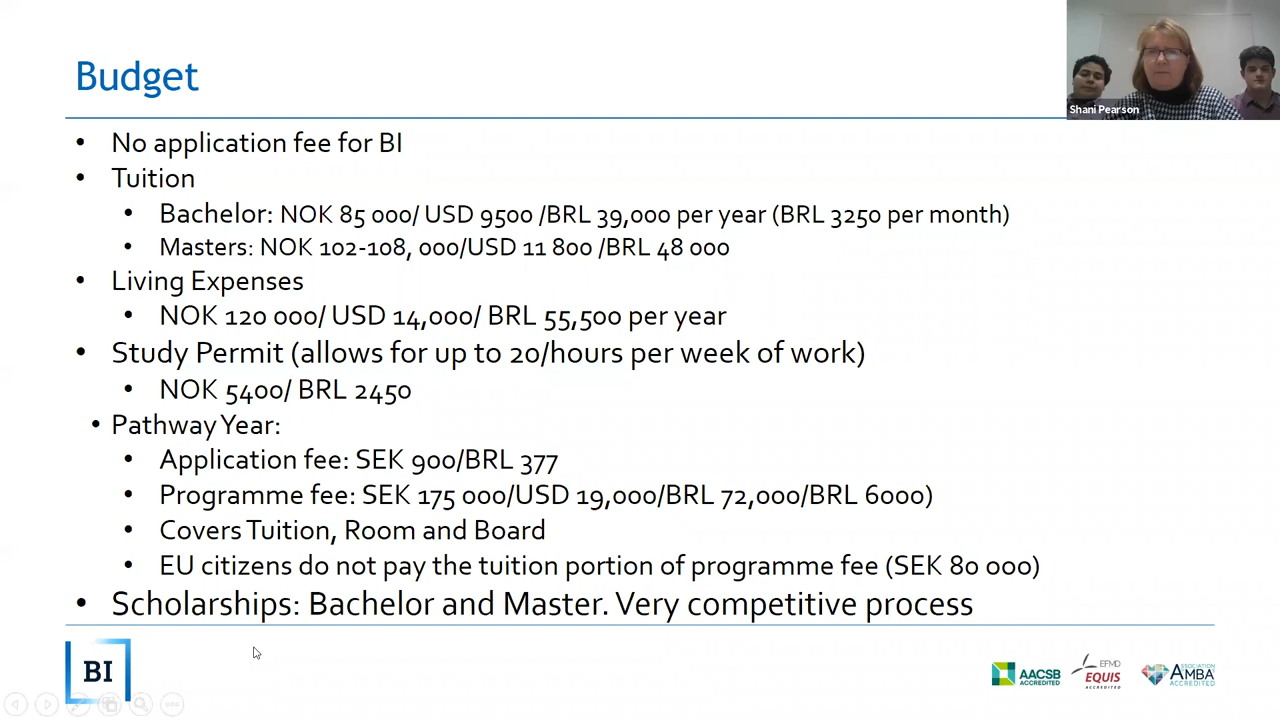 Budget
Shani Pearson
• No application fee for BI
• Tuition
• Bachelor: NOK 85 000/ USD 9500 /BRL 39,000 per year (BRL 3250 per month)
• Masters: NOK 102-108, 000/USD 11 800 /BRL 48 000
• Living Expenses
• NOK 120 000/ USD 14,000/ BRL 55,500 per year
• Study Permit (allows for up to 20/hours per week of work)
• NOK 5400/ BRL 2450
• Pathway Year:
• Application fee: SEK 900/BRL 377
• Programme fee: SEK 175 000/USD 19,000/BRL 72,000/BRL 6000)
• Covers Tuition, Room and Board
• EU citizens do not pay the tuition portion of programme fee (SEK 80 000)
• Scholarships: Bachelor and Master. Very competitive process
BI
AACSB
ACCREDITED
EFMD
EQUIS
ACCREDITED
ASSOCIATION
AMBA
ACCREDITED